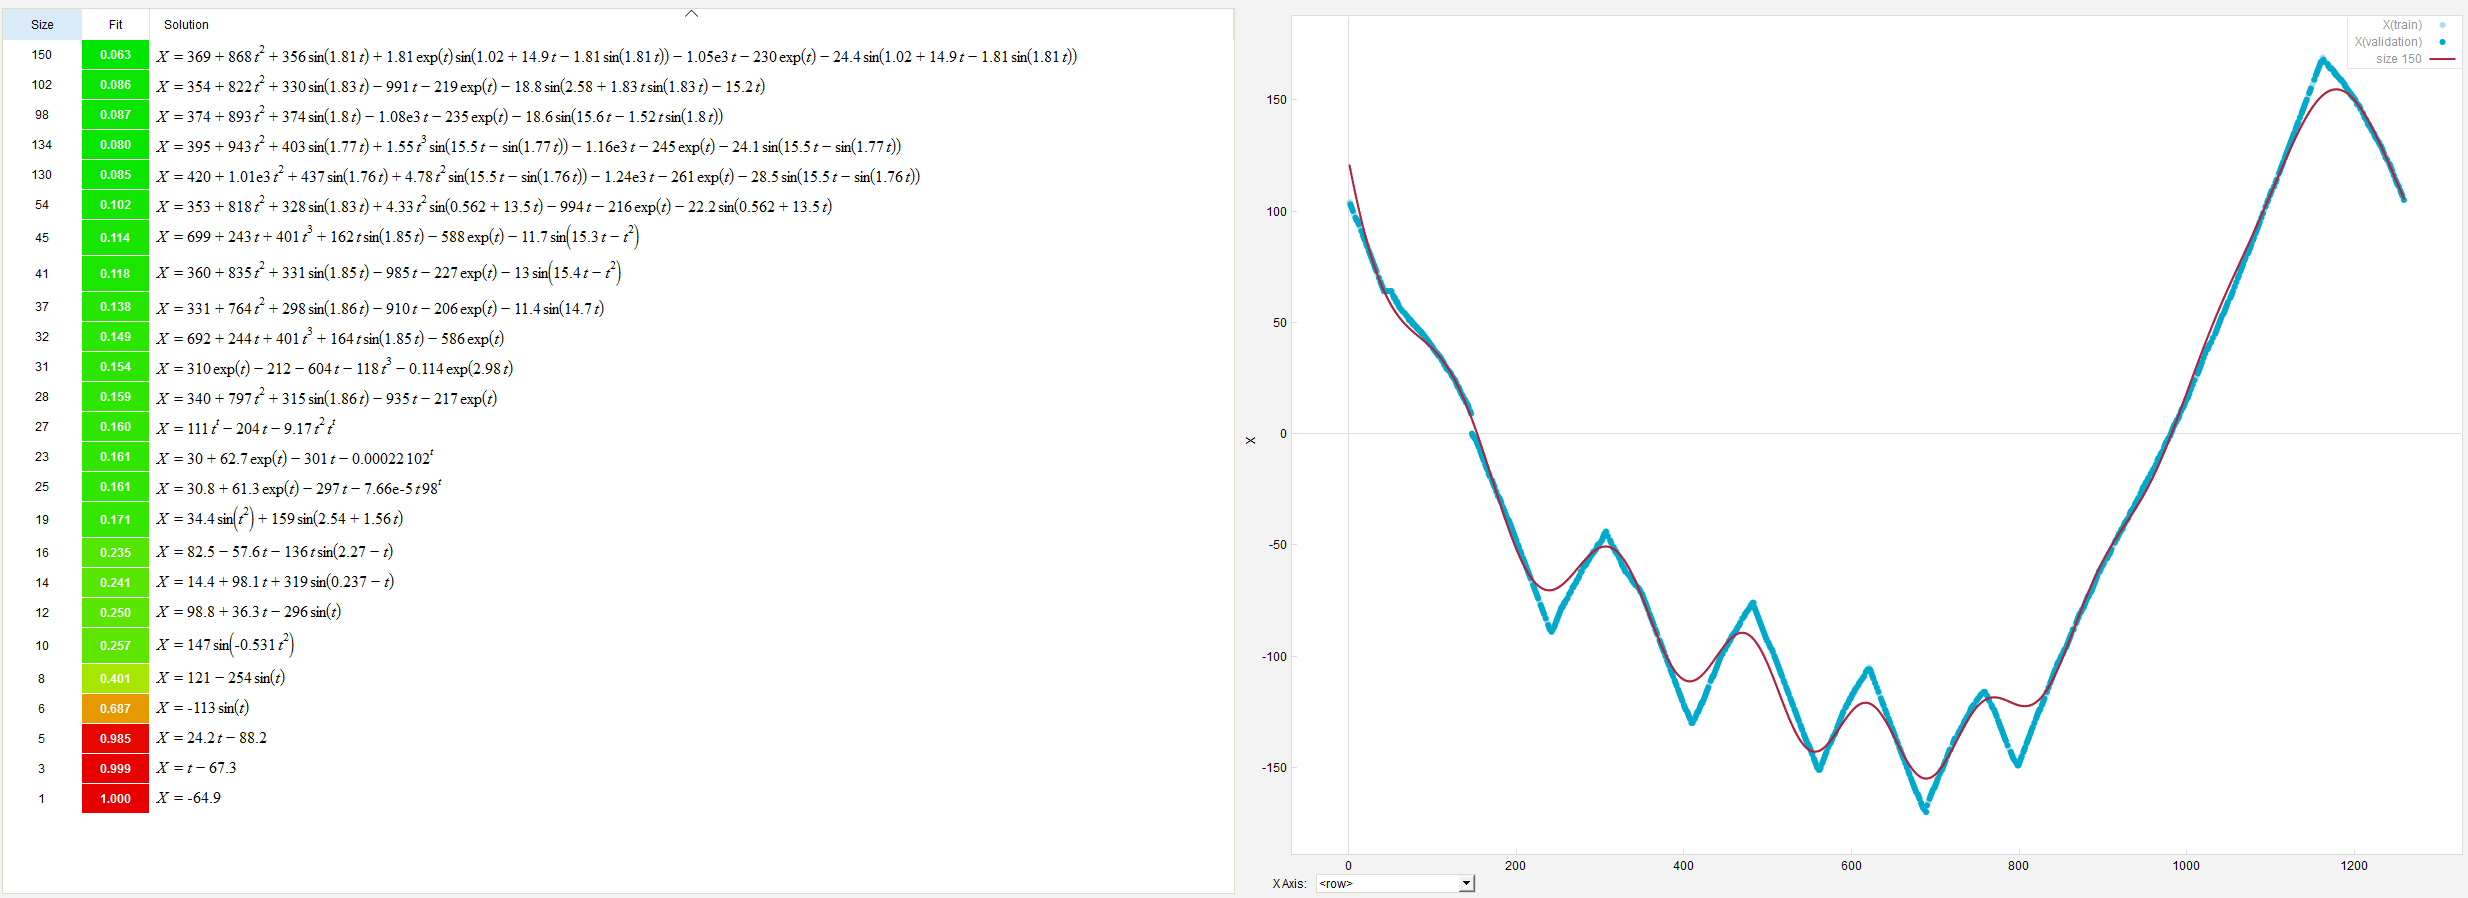 Size Fit Solution
150 0.063 X = 369 + 868 t² + 356 sin(1.81 t) + 1.81 exp(t) sin(1.02 + 14.9 t − 1.81 sin(1.81 t)) − 1.05e3 t − 230 exp(t) − 24.4 sin(1.02 + 14.9 t − 1.81 sin(1.81 t))
102 0.086 X = 354 + 822 t² + 330 sin(1.83 t) − 991 t − 219 exp(t) − 18.8 sin(2.58 + 1.83 t sin(1.83 t) − 15.2 t)
98 0.087 X = 374 + 893 t² + 374 sin(1.8 t) − 1.08e3 t − 235 exp(t) − 18.6 sin(15.6 t − 1.52 t sin(1.8 t))
134 0.080 X = 395 + 943 t² + 403 sin(1.77 t) + 1.55 t³ sin(15.5 t − sin(1.77 t)) − 1.16e3 t − 245 exp(t) − 24.1 sin(15.5 t − sin(1.77 t))
130 0.085 X = 420 + 1.01e3 t² + 437 sin(1.76 t) + 4.78 t² sin(15.5 t − sin(1.76 t)) − 1.24e3 t − 261 exp(t) − 28.5 sin(15.5 t − sin(1.76 t))
54 0.102 X = 353 + 818 t² + 328 sin(1.83 t) + 4.33 t² sin(0.562 + 13.5 t) − 994 t − 216 exp(t) − 22.2 sin(0.562 + 13.5 t)
45 0.114 X = 699 + 243 t + 401 t³ + 162 t sin(1.85 t) − 588 exp(t) − 11.7 sin(15.3 t − t²)
41 0.118 X = 360 + 835 t² + 331 sin(1.85 t) − 985 t − 227 exp(t) − 13 sin(15.4 t − t²)
37 0.138 X = 331 + 764 t² + 298 sin(1.86 t) − 910 t − 206 exp(t) − 11.4 sin(14.7 t)
32 0.149 X = 692 + 244 t + 401 t³ + 164 t sin(1.85 t) − 586 exp(t)
31 0.154 X = 310 exp(t) − 212 − 604 t − 118 t³ − 0.114 exp(2.98 t)
28 0.159 X = 340 + 797 t² + 315 sin(1.86 t) − 935 t − 217 exp(t)
27 0.160 X = 111 tᵗ − 204 t − 9.17 t² tᵗ
23 0.161 X = 30 + 62.7 exp(t) − 301 t − 0.00022 102ᵗ
25 0.161 X = 30.8 + 61.3 exp(t) − 297 t − 7.66e-5 t 98ᵗ
19 0.171 X = 34.4 sin(t²) + 159 sin(2.54 + 1.56 t)
16 0.235 X = 82.5 − 57.6 t − 136 t sin(2.27 − t)
14 0.241 X = 14.4 + 98.1 t + 319 sin(0.237 − t)
12 0.250 X = 98.8 + 36.3 t − 296 sin(t)
10 0.257 X = 147 sin(-0.531 t²)
8 0.401 X = 121 − 254 sin(t)
6 0.687 X = -113 sin(t)
5 0.985 X = 24.2 t − 88.2
3 0.999 X = t − 67.3
1 1.000 X = -64.9
X(train)
X(validation)
size 150
150
100
50
0
-50
-100
-150
X
0 200 400 600 800 1000 1200
X Axis: <row>